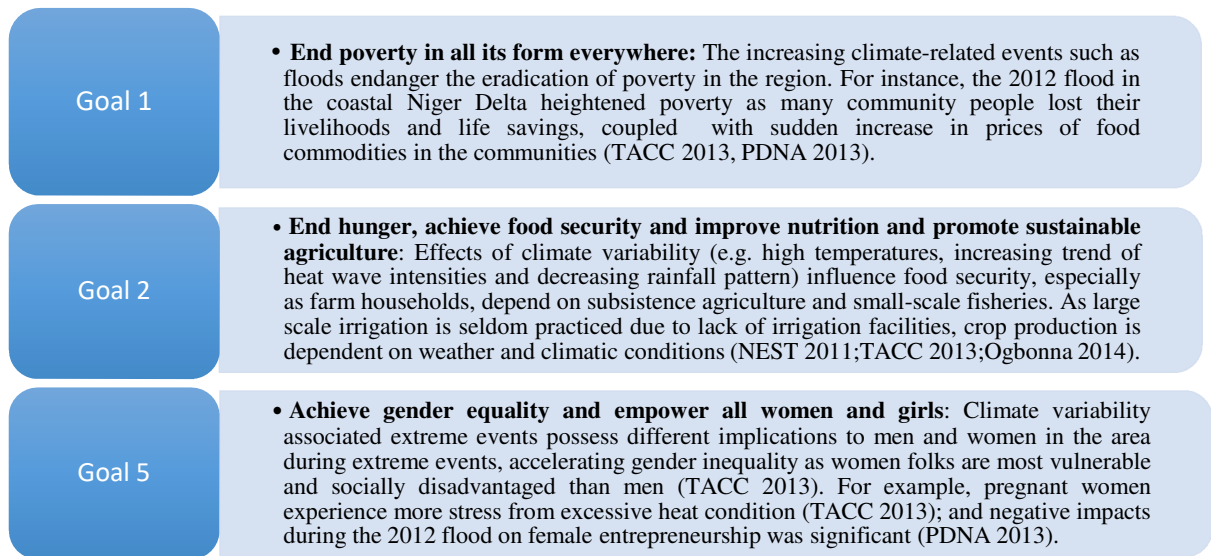 Goal 1
• End poverty in all its form everywhere: The increasing climate-related events such as
floods endanger the eradication of poverty in the region. For instance, the 2012 flood in
the coastal Niger Delta heightened poverty as many community people lost their
livelihoods and life savings, coupled with sudden increase in prices of food
commodities in the communities (TACC 2013, PDNA 2013).
Goal 2
• End hunger, achieve food security and improve nutrition and promote sustainable
agriculture: Effects of climate variability (e.g. high temperatures, increasing trend of
heat wave intensities and decreasing rainfall pattern) influence food security, especially
as farm households, depend on subsistence agriculture and small-scale fisheries. As large
scale irrigation is seldom practiced due to lack of irrigation facilities, crop production is
dependent on weather and climatic conditions (NEST 2011;TACC 2013;Ogbonna 2014).
Goal 5
• Achieve gender equality and empower all women and girls: Climate variability
associated extreme events possess different implications to men and women in the area
during extreme events, accelerating gender inequality as women folks are most vulnerable
and socially disadvantaged than men (TACC 2013). For example, pregnant women
experience more stress from excessive heat condition (TACC 2013); and negative impacts
during the 2012 flood on female entrepreneurship was significant (PDNA 2013).